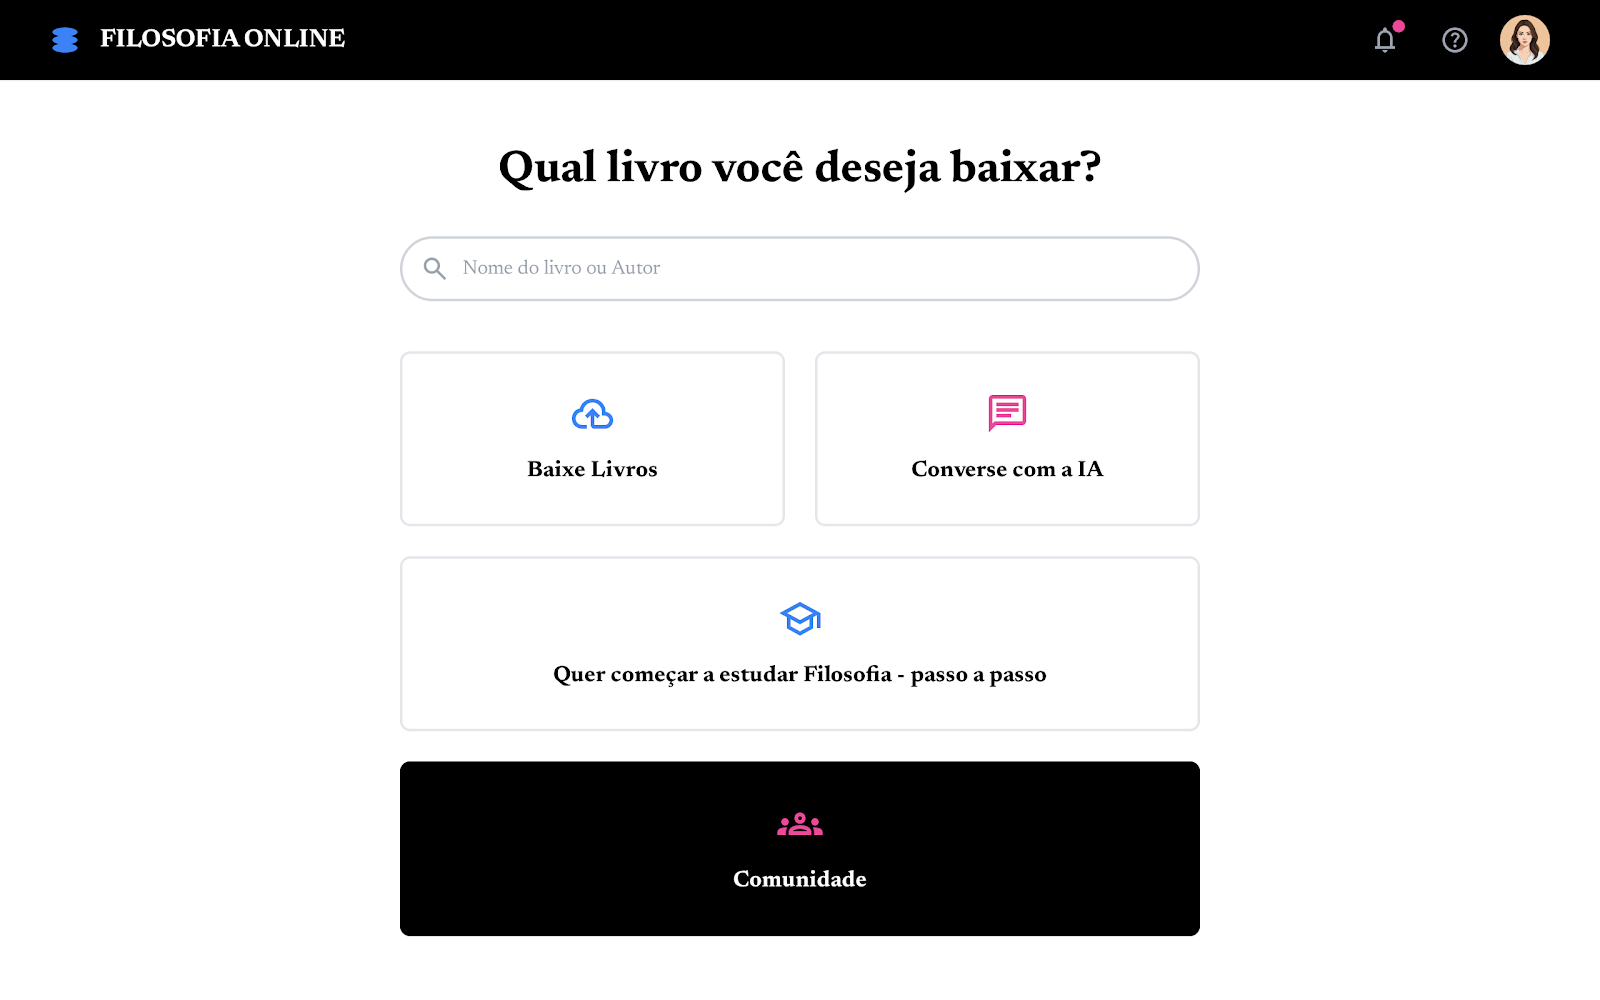 FILOSOFIA ONLINE
Qual livro você deseja baixar?
Nome do livro ou Autor
Baixe Livros
Converse com a IA
Quer começar a estudar Filosofia - passo a passo
Comunidade